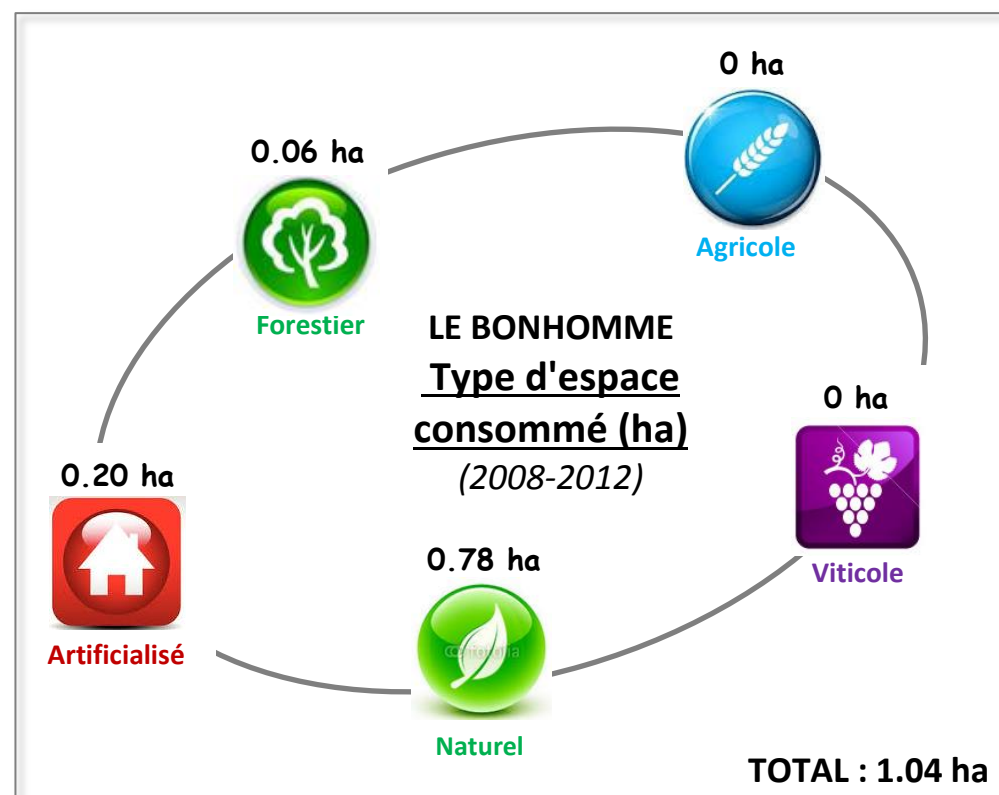 0 ha
Agricole
0.06 ha
Forestier
LE BONHOMME
Type d'espace
consommé (ha)
(2008-2012)
0 ha
Viticole
0.20 ha
Artificialisé
0.78 ha
Naturel
TOTAL : 1.04 ha